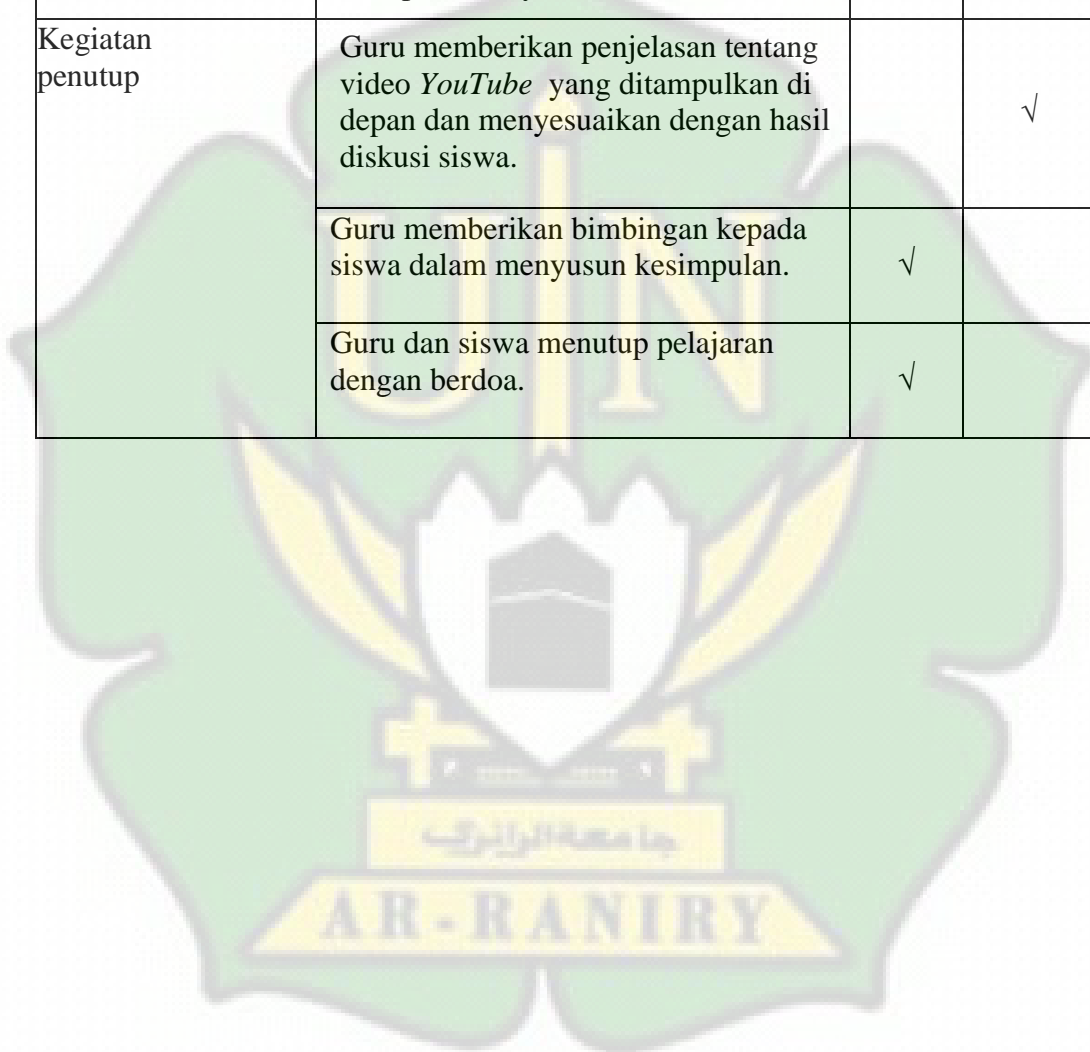 Kegiatan
penutup
Guru memberikan penjelasan tentang
video YouTube yang ditampulkan di
depan dan menyesuaikan dengan hasil
diskusi siswa.
√
Guru memberikan bimbingan kepada
siswa dalam menyusun kesimpulan.
√
Guru dan siswa menutup pelajaran
dengan berdoa.
√
UIN
جامعة الرانري
AR-RANIRY